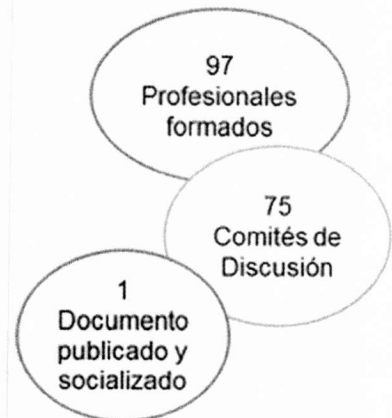 97
Profesionales
formados
75
Comités de
Discusión
1
Documento
publicado y
socializado